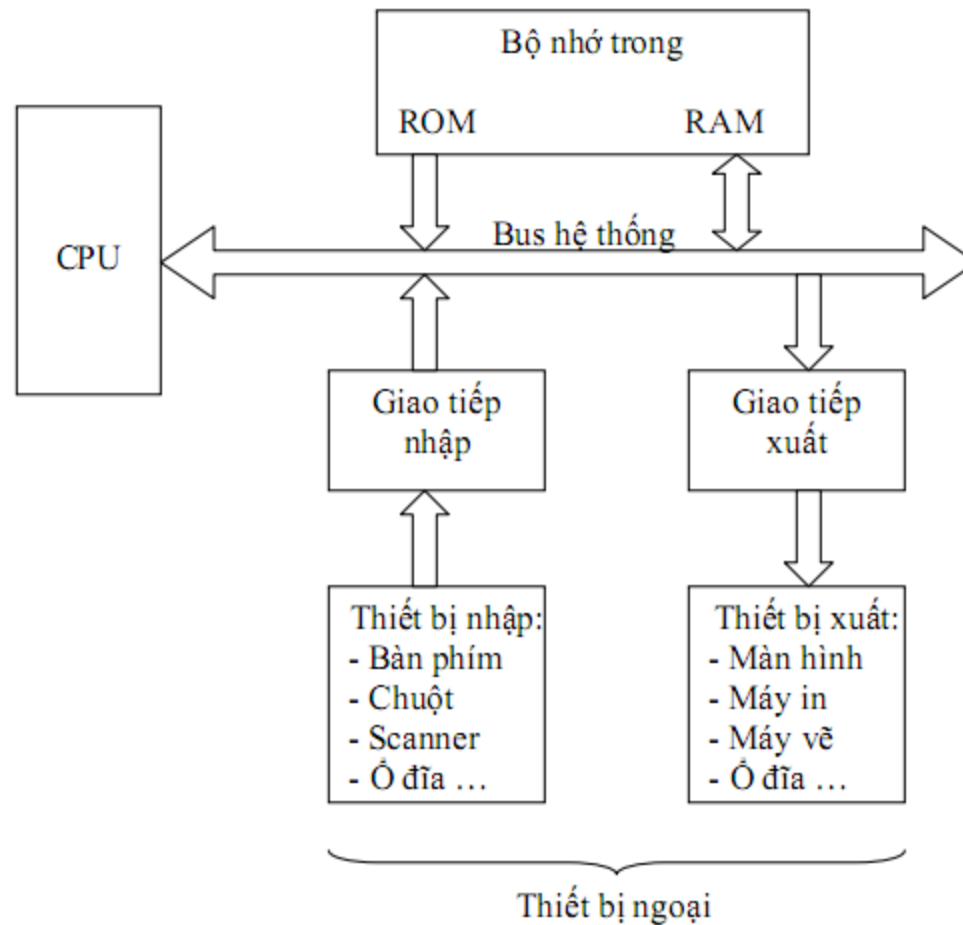 Bộ nhớ trong
ROM RAM
CPU
Bus hệ thống
Giao tiếp
nhập
Giao tiếp
xuất
Thiết bị nhập:
- Bàn phím
- Chuột
- Scanner
- Ổ đĩa ...
Thiết bị xuất:
- Màn hình
- Máy in
- Máy vẽ
- Ổ đĩa ...
Thiết bị ngoại